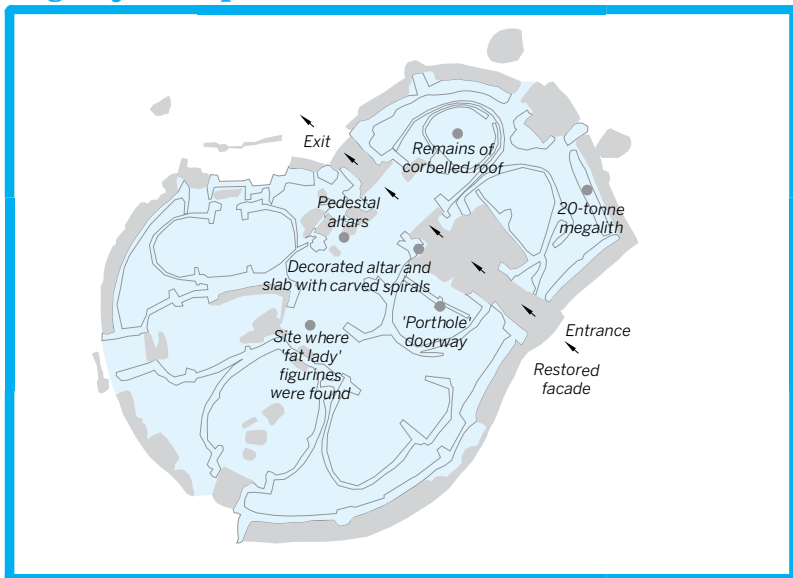 Exit
Remains of
corbelled roof
Pedestal
altars
20-tonne
megalith
Decorated altar and
slab with carved spirals
'Porthole'
doorway
Site where
'fat lady'
figurines
were found
Entrance
Restored
facade